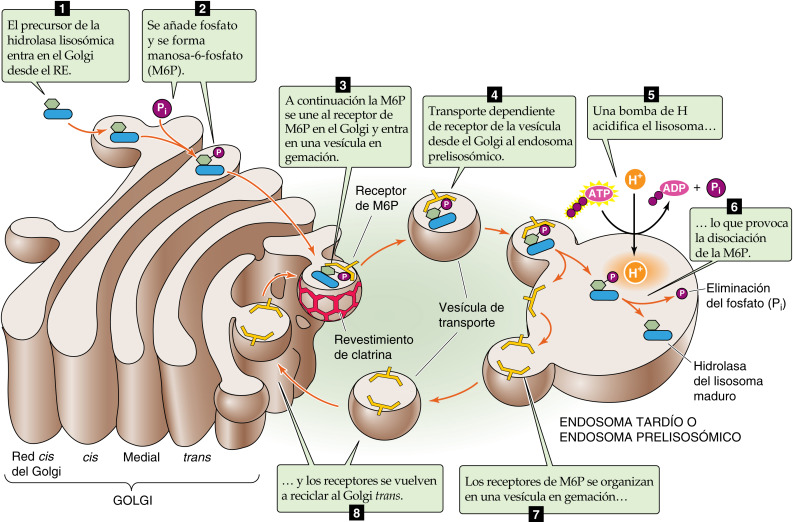 1
El precursor de la
hidrolasa lisosómica
entra en el Golgi
desde el RE.
2
Se añade fosfato
y se forma
manosa-6-fosfato
(M6P).
Pi
P
3
A continuación la M6P
se une al receptor de
M6P en el Golgi y entra
en una vesícula en
gemación.
4
Transporte dependiente
de receptor de la vesícula
desde el Golgi al endosoma
prelisosómico.
5
Una bomba de H
acidifica el lisosoma…
ATP
H+
ADP + Pi
6
… lo que provoca
la disociación
de la M6P.
H+
Receptor
de M6P
P
P
P
P
P
Eliminación
del fosfato (Pi)
Revestimiento
de clatrina
Vesícula de
transporte
Hidrolasa
del lisosoma
maduro
ENDOSOMA TARDÍO O
ENDOSOMA PRELISOSÓMICO
Red cis
del Golgi
cis
Medial
trans
GOLGI
… y los receptores se vuelven
a reciclar al Golgi trans.
8
Los receptores de M6P se organizan
en una vesícula en gemación…
7